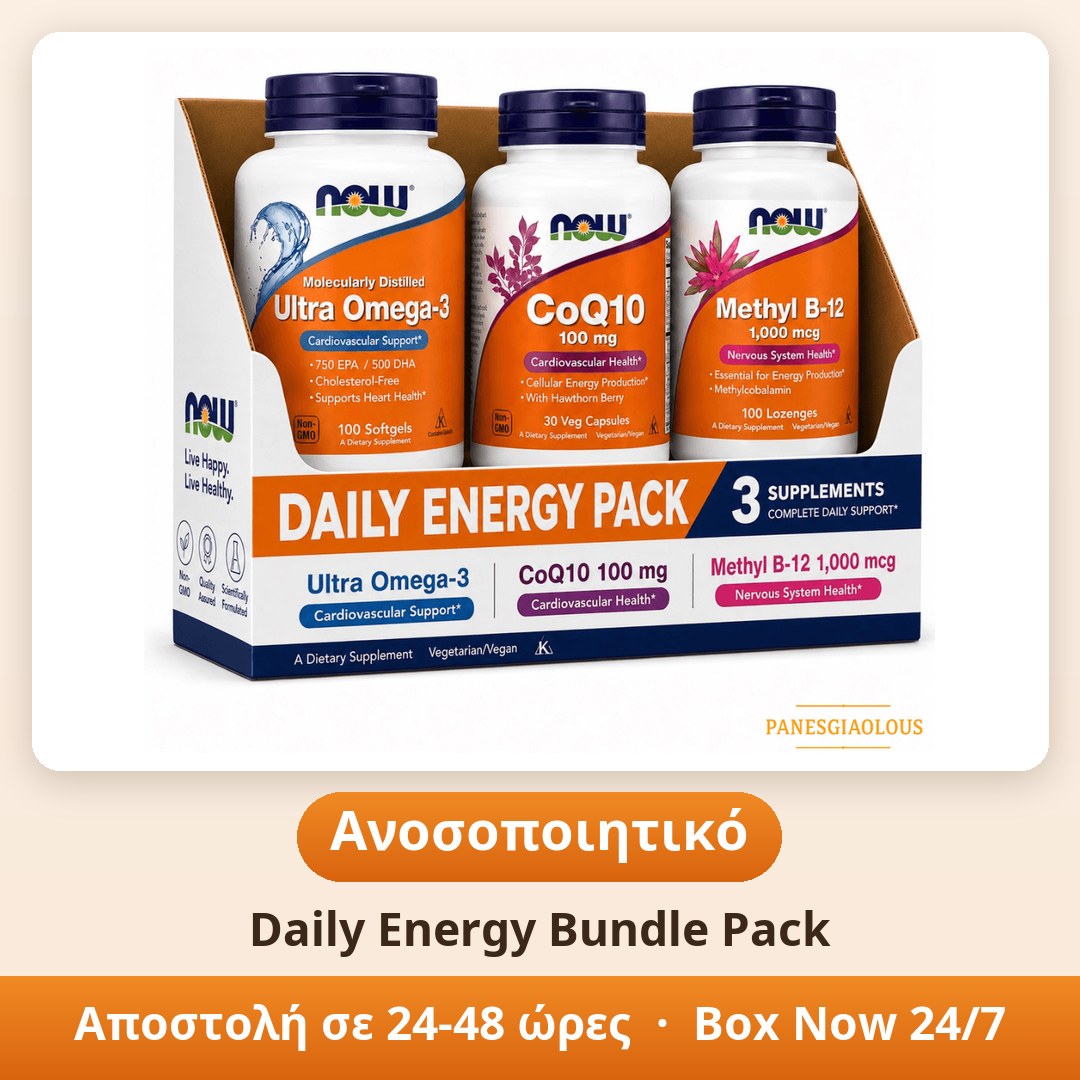 now®
Molecularly Distilled
Ultra Omega-3
Cardiovascular Support*
• 750 EPA / 500 DHA
• Cholesterol-Free
• Supports Heart Health*
Non-GMO
100 Softgels
A Dietary Supplement
now®
CoQ10
100 mg
Cardiovascular Health*
• Cellular Energy Production*
• With Hawthorn Berry
Non-GMO
30 Veg Capsules
A Dietary Supplement Vegetarian/Vegan
now®
Methyl B-12
1,000 mcg
Nervous System Health*
• Essential for Energy Production*
• Methylcobalamin
100 Lozenges
A Dietary Supplement Vegetarian/Vegan
now®
Live Happy.
Live Healthy.
Non-
GMO
Quality
Assured
Scientifically
Formulated
DAILY ENERGY PACK
3 SUPPLEMENTS
COMPLETE DAILY SUPPORT*
Ultra Omega-3
Cardiovascular Support*
CoQ10 100 mg
Cardiovascular Health*
Methyl B-12 1,000 mcg
Nervous System Health*
A Dietary Supplement Vegetarian/Vegan K
PANESGIAOLOUS
Ανοσοποιητικό
Daily Energy Bundle Pack
Αποστολή σε 24-48 ώρες · Box Now 24/7